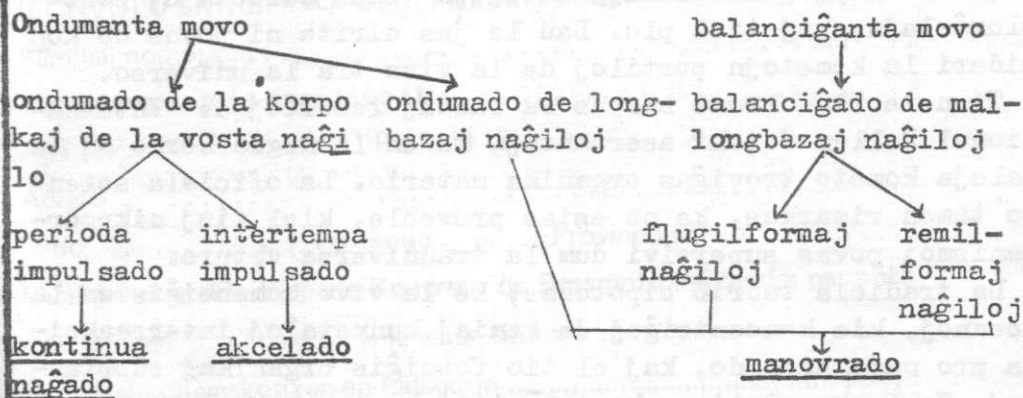 Ondumanta movo
balanciĝanta movo
ondumado de la korpo
kaj de la vosta naĝi
lo
ondumado de long-
bazaj naĝiloj
balanciĝado de mal-
longbazaj naĝiloj
perioda
impulsado
intertempa
impulsado
flugilformaj
naĝiloj
remil-
formaj
naĝiloj
kontinua
nagado
akcelado
manovrado